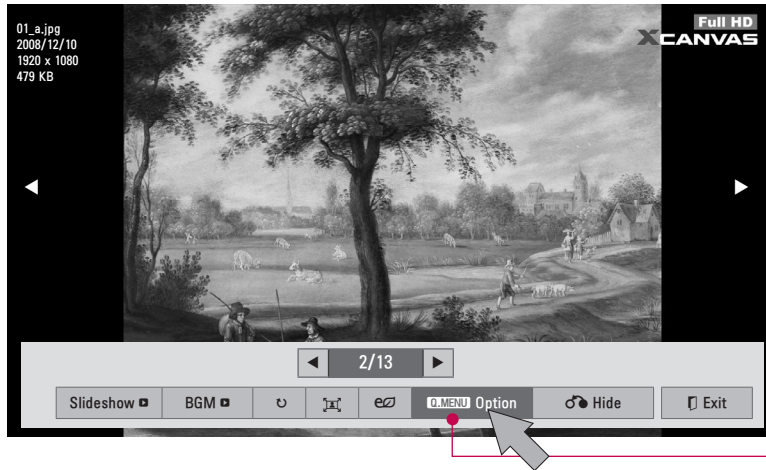 01_a.jpg
2008/12/10
1920 x 1080
479 KB
Full HD
XCANVAS
2/13
Slideshow
BGM
e
Q.MENU Option
Hide
Exit